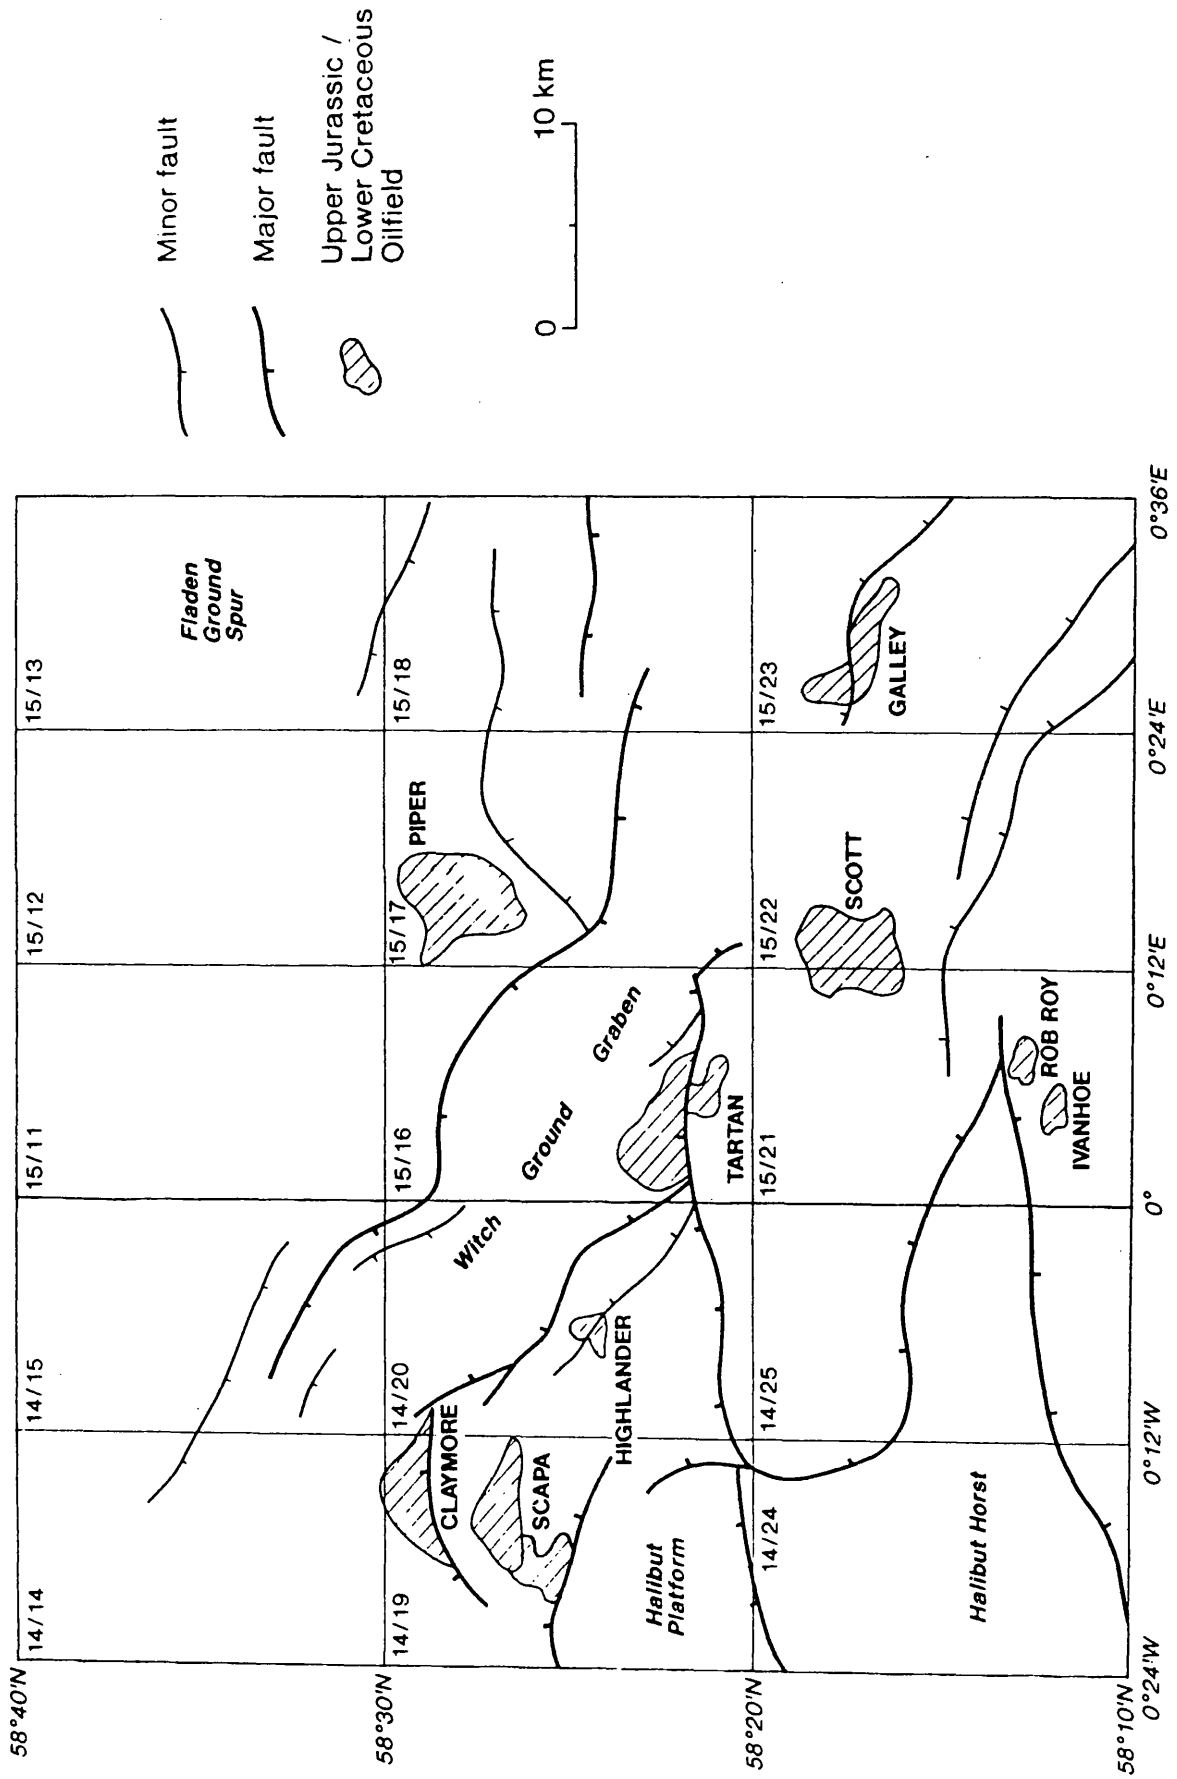 58°40'N
58°30'N
58°20'N
58°10'N
0°24'W
0°12'W
0°
0°12'E
0°24'E
0°36'E
14/14
14/15
15/11
15/12
15/13
14/19
14/20
15/16
15/17
15/18
14/24
14/25
15/21
15/22
15/23
Fladen
Ground
Spur
PIPER
CLAYMORE
SCAPA
HIGHLANDER
Witch
Ground
Graben
TARTAN
Halibut
Platform
Halibut Horst
SCOTT
GALLEY
ROB ROY
IVANHOE
Minor fault
Major fault
Upper Jurassic /
Lower Cretaceous
Oilfield
0
10 km